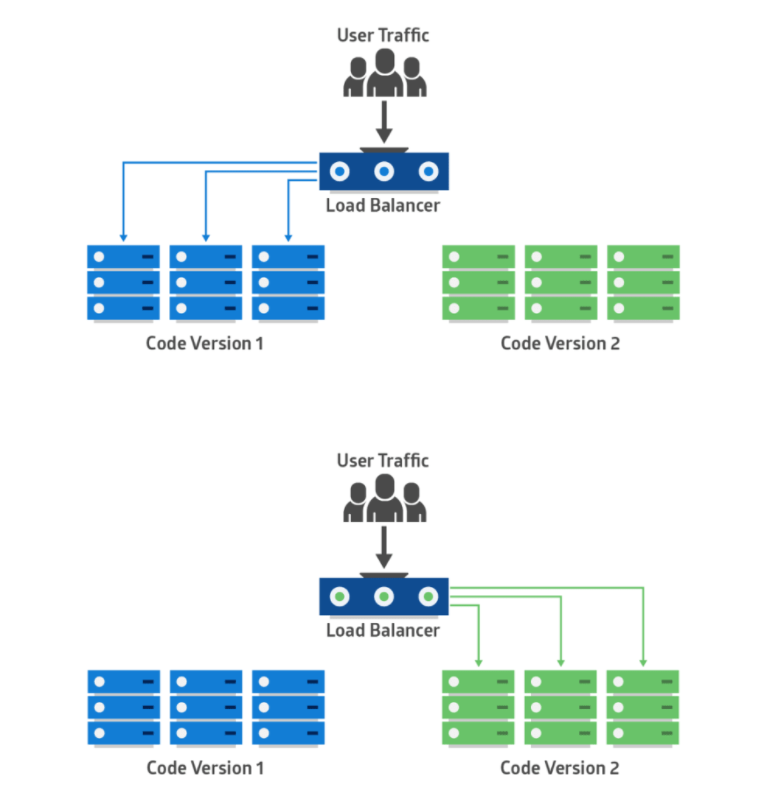 User Traffic
Load Balancer
Code Version 1
Code Version 2
User Traffic
Load Balancer
Code Version 1
Code Version 2